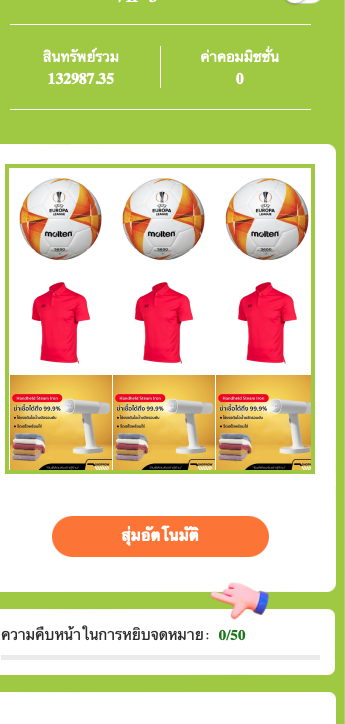 สินทรัพย์รวม
132987.35
ค่าคอมมิชชั่น
0
EUROPA
LEAGUE
molten
EUROPA
LEAGUE
molten
EUROPA
LEAGUE
molten
Handheld Steam Iron
ฆ่าเชื้อได้ถึง 99.9%
Handheld Steam Iron
ฆ่าเชื้อได้ถึง 99.9%
Handheld Steam Iron
ฆ่าเชื้อได้ถึง 99.9%
สุ่มอัตโนมัติ
ความคืบหน้าในการหยิบจดหมาย: 0/50